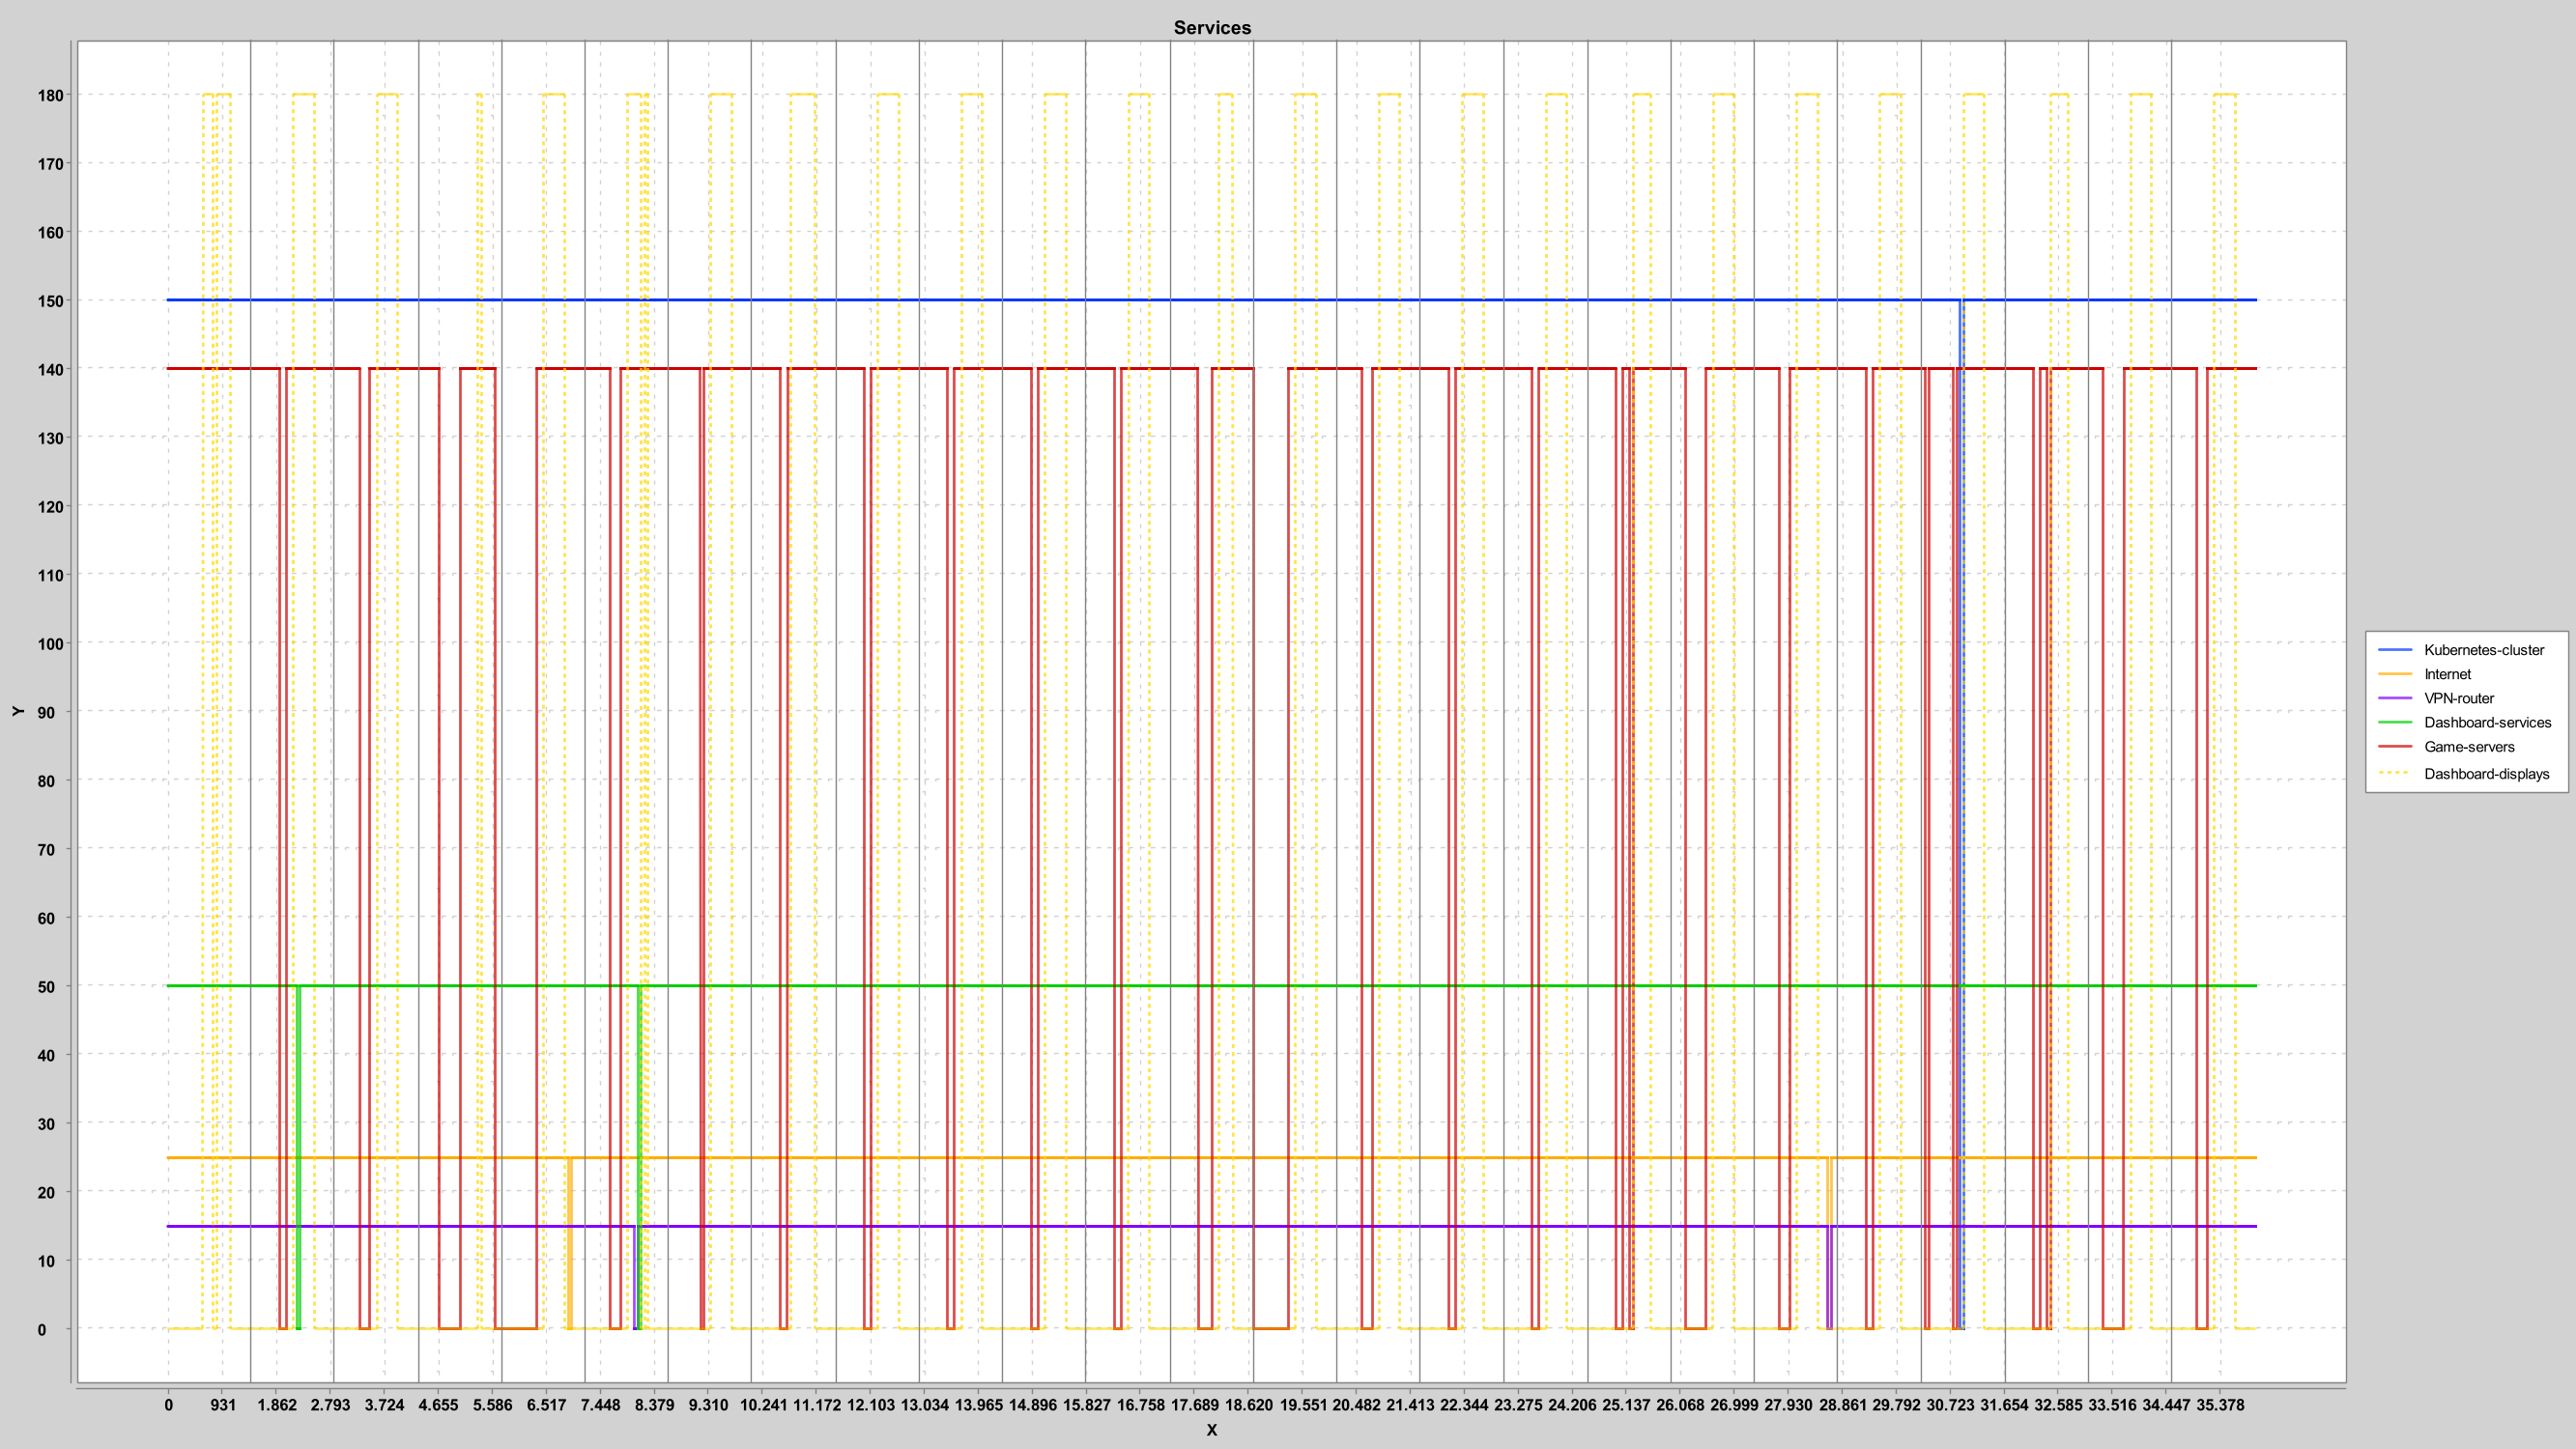 Services
180
170
160
150
140
130
120
110
100
90
80
70
60
50
40
30
20
10
0
Y
0 931 1.862 2.793 3.724 4.655 5.586 6.517 7.448 8.379 9.310 10.241 11.172 12.103 13.034 13.965 14.896 15.827 16.758 17.689 18.620 19.551 20.482 21.413 22.344 23.275 24.206 25.137 26.068 26.999 27.930 28.861 29.792 30.723 31.654 32.585 33.516 34.447 35.378
X
Kubernetes-cluster
Internet
VPN-router
Dashboard-services
Game-servers
Dashboard-displays